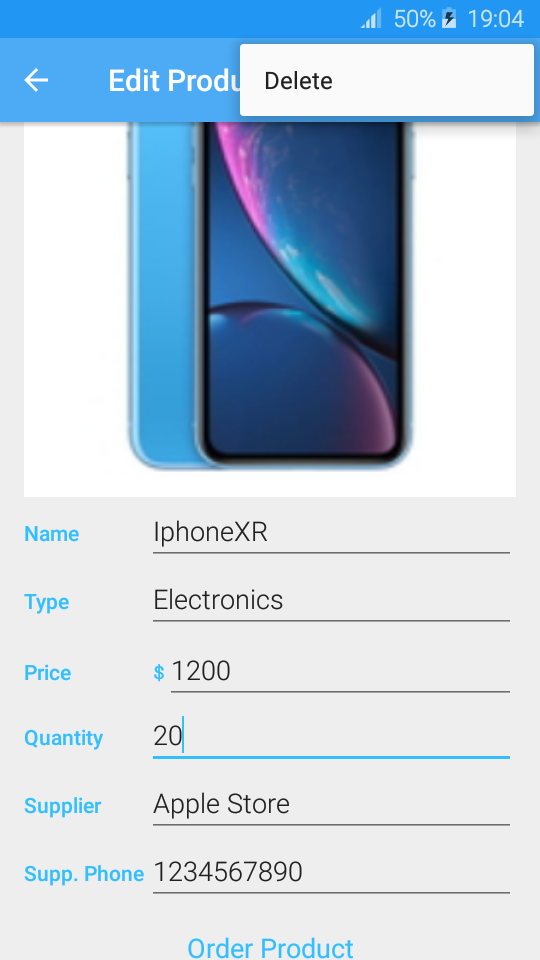 50% 19:04
Edit Produ
Delete
Name IphoneXR
Type Electronics
Price $ 1200
Quantity 20
Supplier Apple Store
Supp. Phone 1234567890
Order Product